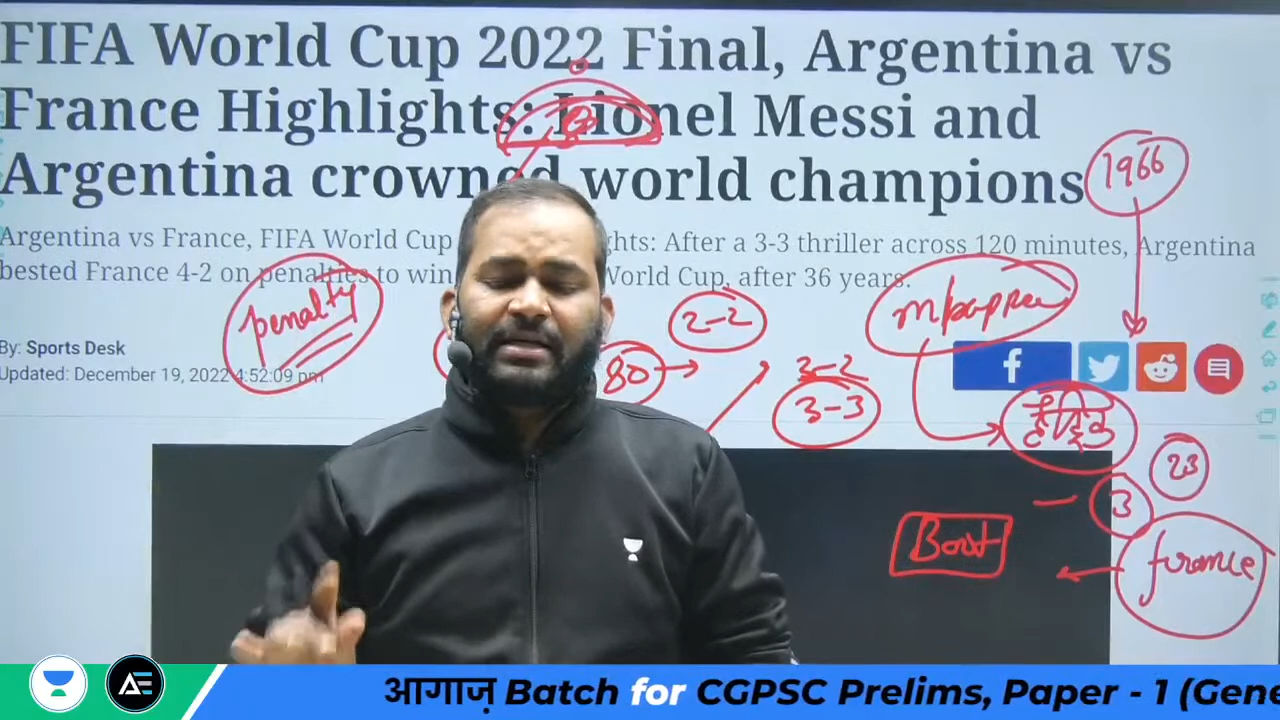 FIFA World Cup 2022 Final, Argentina vs
France Highlights: Lionel Messi and
Argentina crowned world champions
1966
Argentina vs France, FIFA World Cup hts: After a 3-3 thriller across 120 minutes, Argentina
bested France 4-2 on penalties to win World Cup, after 36 years.
penalty
2-2
mbappee
By: Sports Desk
Updated: December 19, 2022 4:52:09 pm
80
3-2
3-3
23
3
Boot
france
आगाज़ Batch for CGPSC Prelims, Paper - 1 (Gene